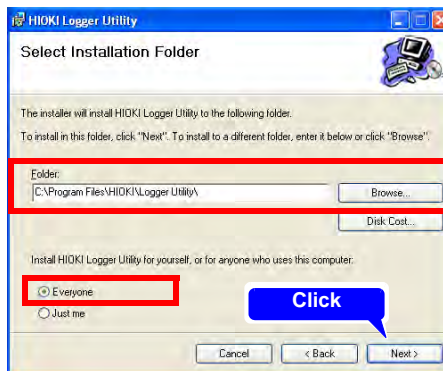 HIOKI Logger Utility
Select Installation Folder
The installer will install HIOKI Logger Utility to the following folder.
To install in this folder, click "Next". To install to a different folder, enter it below or click "Browse".
Folder:
C:\Program Files\HIOKI\Logger Utility\
Browse...
Disk Cost...
Install HIOKI Logger Utility for yourself, or for anyone who uses this computer:
Everyone
Just me
Click
Cancel
< Back
Next >